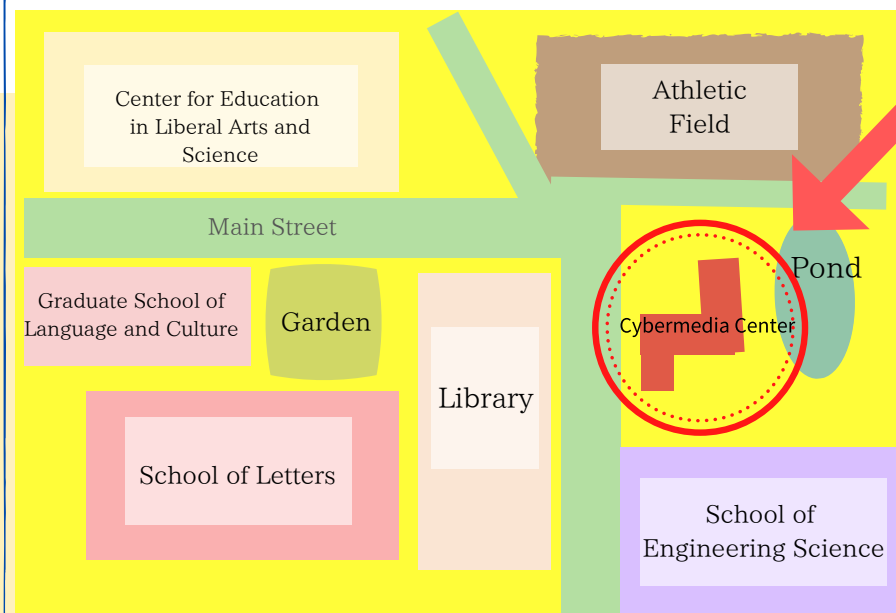 Center for Education
in Liberal Arts and
Science
Athletic
Field
Main Street
Pond
Graduate School of
Language and Culture
Garden
Cybermedia Center
Library
School of Letters
School of
Engineering Science